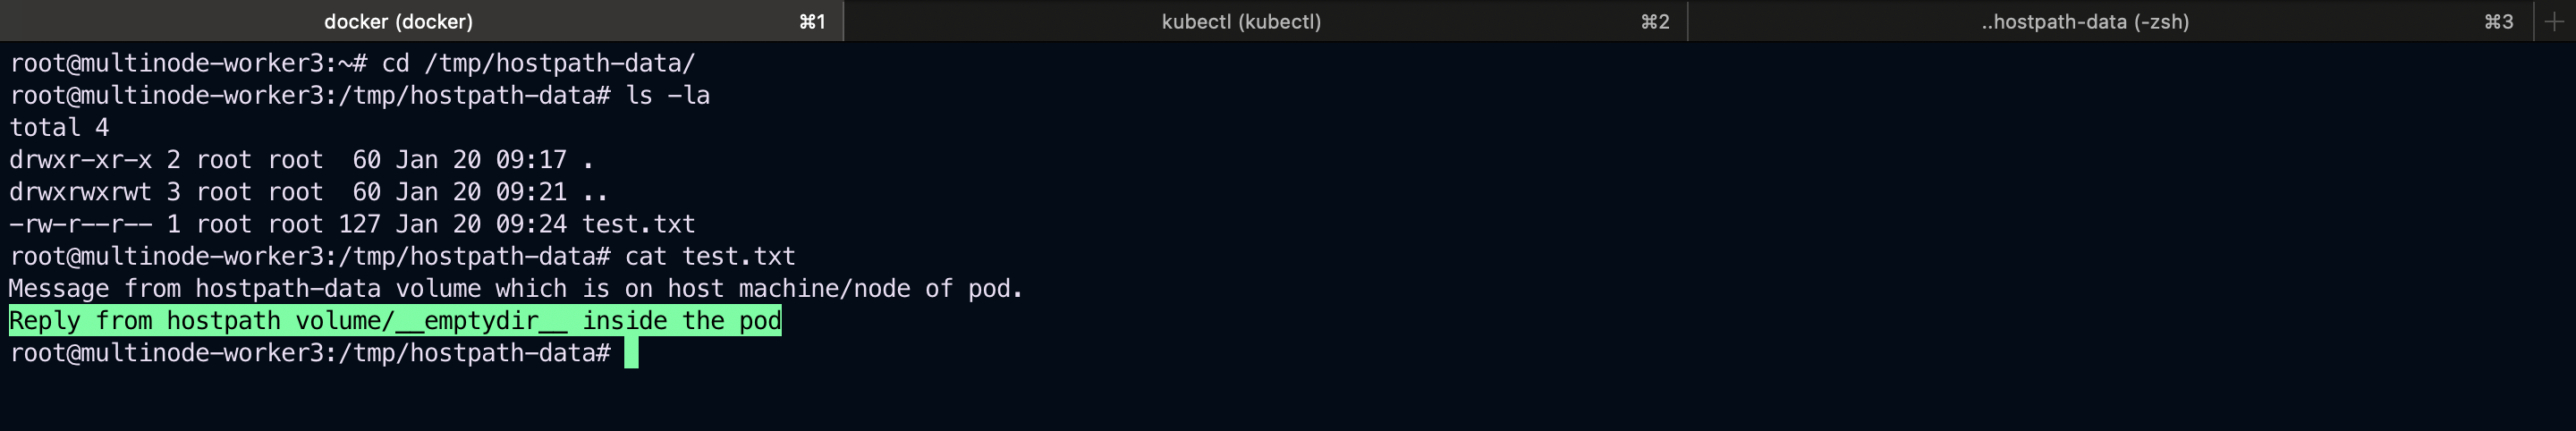 docker (docker) ⌘1 kubectl (kubectl) ⌘2 ..hostpath-data (-zsh) ⌘3 +
root@multinode-worker3:~# cd /tmp/hostpath-data/
root@multinode-worker3:/tmp/hostpath-data# ls -la
total 4
drwxr-xr-x 2 root root  60 Jan 20 09:17 .
drwxrwxrwt 3 root root  60 Jan 20 09:21 ..
-rw-r--r-- 1 root root 127 Jan 20 09:24 test.txt
root@multinode-worker3:/tmp/hostpath-data# cat test.txt
Message from hostpath-data volume which is on host machine/node of pod.
Reply from hostpath volume/__emptydir__ inside the pod
root@multinode-worker3:/tmp/hostpath-data#